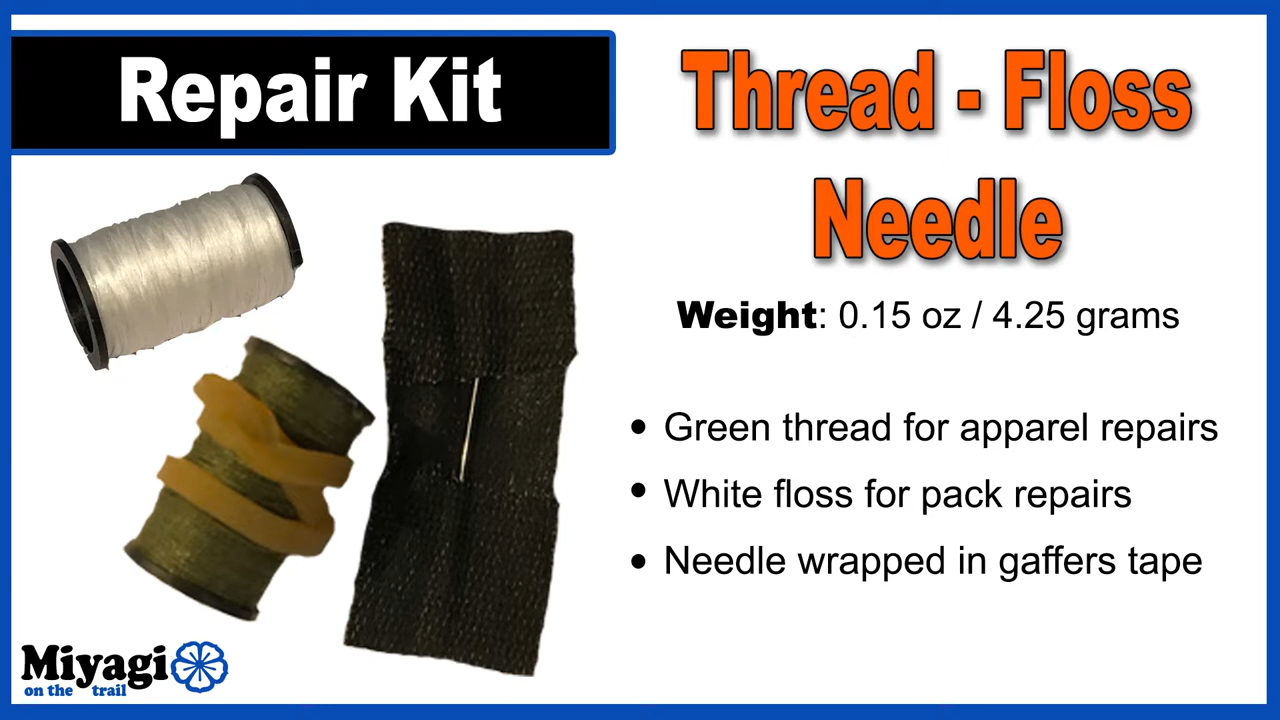 Repair Kit
Thread - Floss
Needle
Weight: 0.15 oz / 4.25 grams
• Green thread for apparel repairs
• White floss for pack repairs
• Needle wrapped in gaffers tape
Miyagi
on the trail